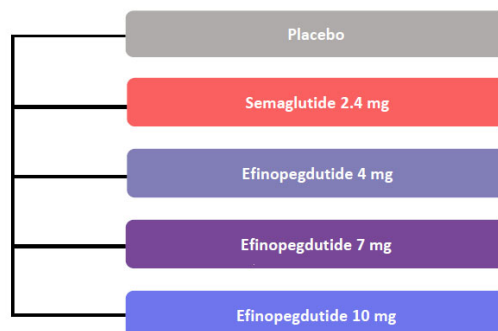 Placebo
Semaglutide 2.4 mg
Efinopegdutide 4 mg
Efinopegdutide 7 mg
Efinopegdutide 10 mg